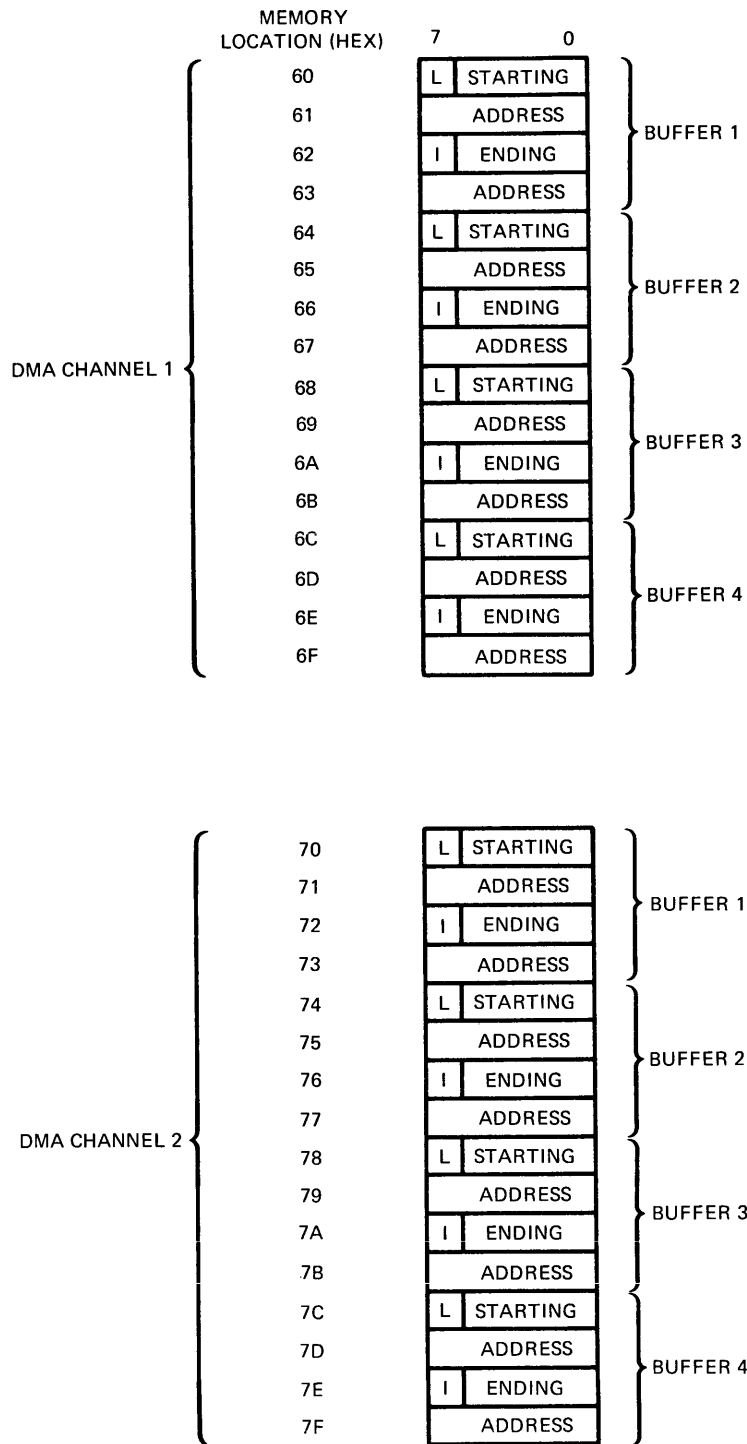 MEMORY
LOCATION (HEX) 7 0
60 L STARTING
61 ADDRESS
BUFFER 1
62 I ENDING
63 ADDRESS
64 L STARTING
65 ADDRESS
BUFFER 2
66 I ENDING
67 ADDRESS
DMA CHANNEL 1
68 L STARTING
69 ADDRESS
BUFFER 3
6A I ENDING
6B ADDRESS
6C L STARTING
6D ADDRESS
BUFFER 4
6E I ENDING
6F ADDRESS
70 L STARTING
71 ADDRESS
BUFFER 1
72 I ENDING
73 ADDRESS
74 L STARTING
75 ADDRESS
BUFFER 2
76 I ENDING
77 ADDRESS
DMA CHANNEL 2
78 L STARTING
79 ADDRESS
BUFFER 3
7A I ENDING
7B ADDRESS
7C L STARTING
7D ADDRESS
BUFFER 4
7E I ENDING
7F ADDRESS